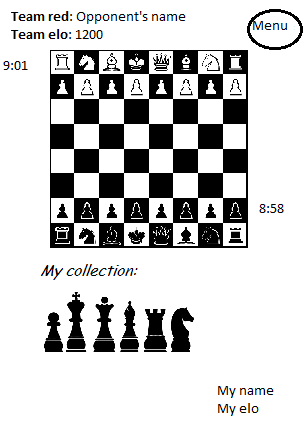 Team red: Opponent's name
Team elo: 1200
Menu
9:01
8:58
My collection:
My name
My elo